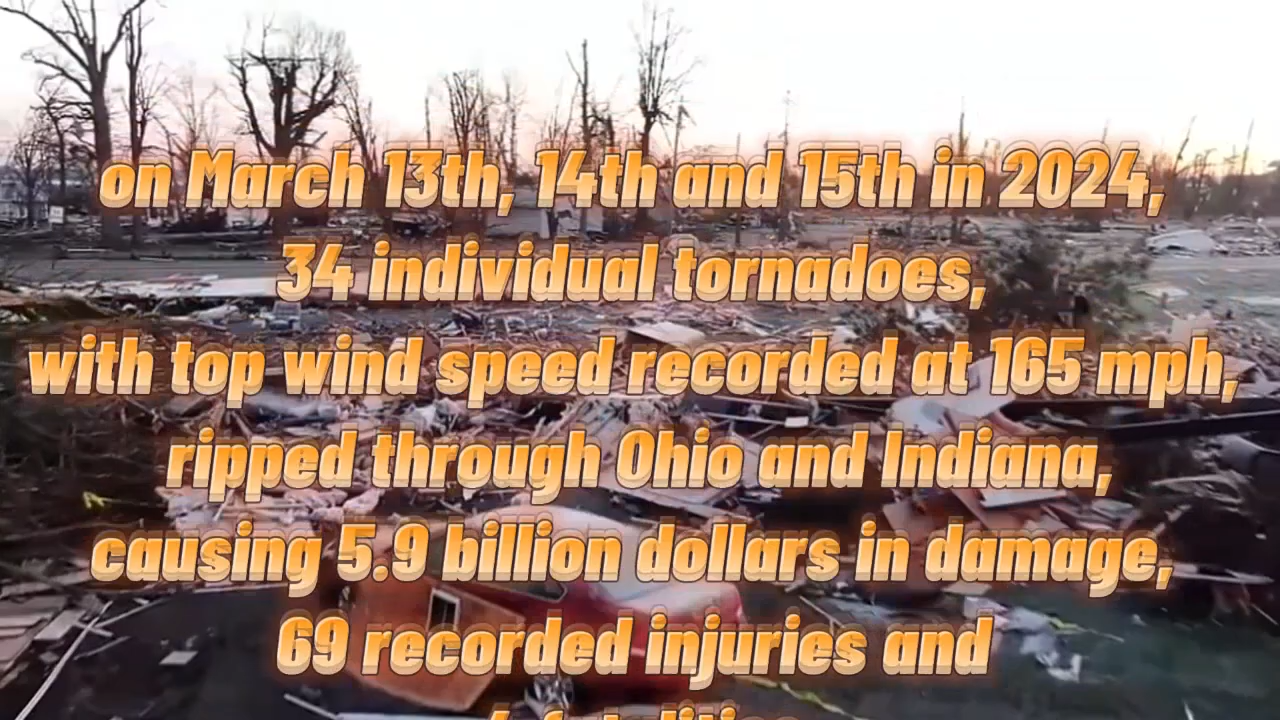 on March 13th, 14th and 15th in 2024,
34 individual tornadoes,
with top wind speed recorded at 165 mph,
ripped through Ohio and Indiana,
causing 5.9 billion dollars in damage,
69 recorded injuries and